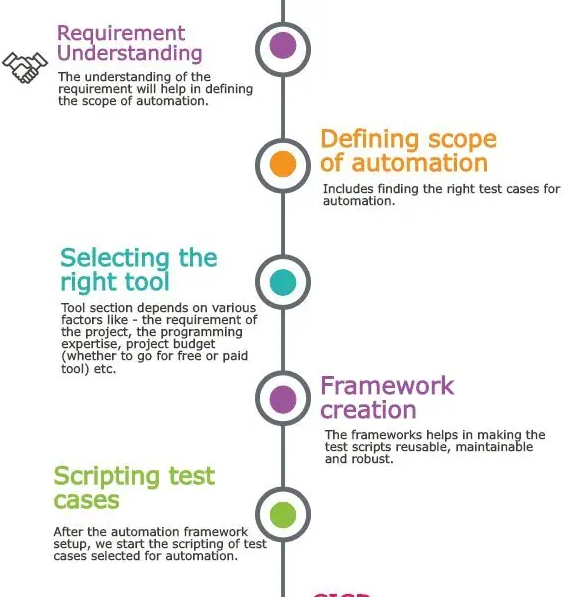 Requirement
Understanding
The understanding of the
requirement will help in defining
the scope of automation.
Defining scope
of automation
Includes finding the right test cases for
automation.
Selecting the
right tool
Tool section depends on various
factors like - the requirement of
the project, the programming
expertise, project budget
(whether to go for free or paid
tool) etc.
Framework
creation
The frameworks helps in making the
test scripts reusable, maintainable
and robust.
Scripting test
cases
After the automation framework
setup, we start the scripting of test
cases selected for automation.